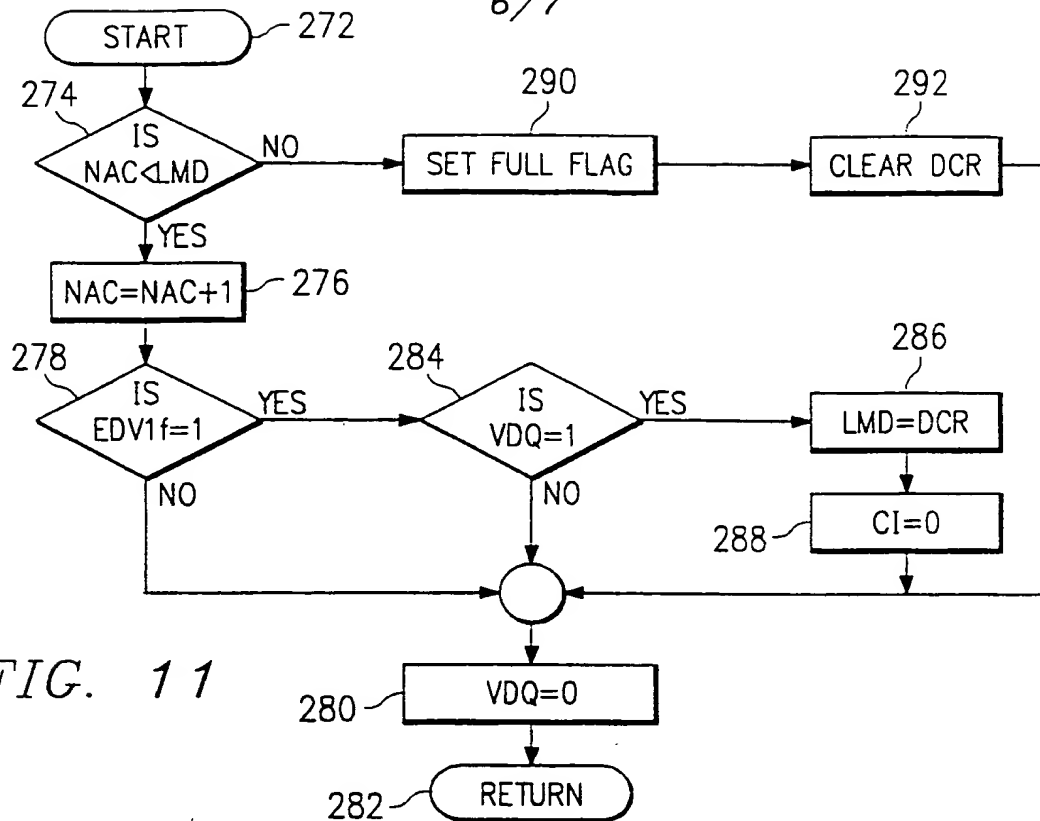 6/7
START
272
274
IS
NAC<LMD
NO
290
SET FULL FLAG
292
CLEAR DCR
YES
NAC=NAC+1
276
278
IS
EDV1f=1
YES
284
IS
VDQ=1
YES
286
LMD=DCR
NO
NO
288
CI=0
FIG. 11
280
VDQ=0
282
RETURN